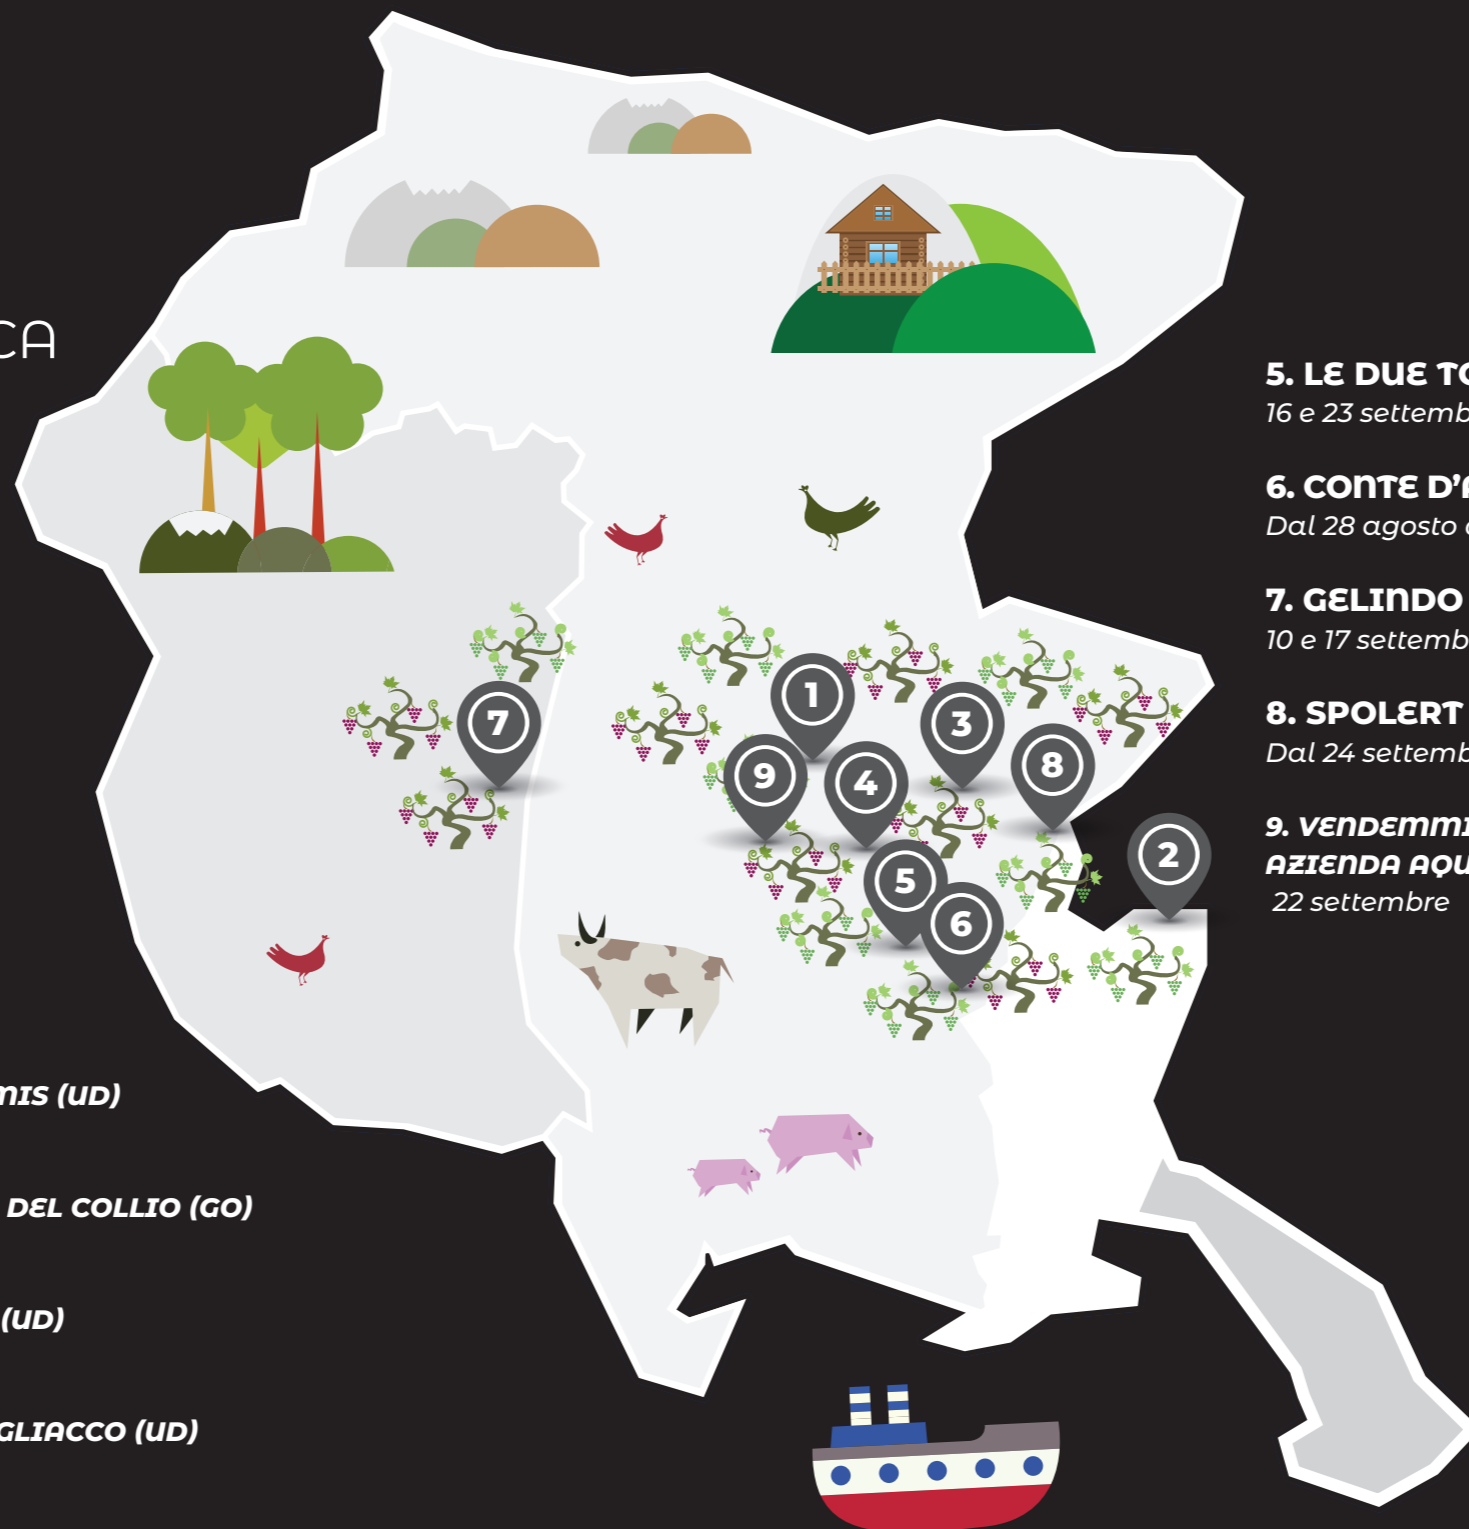 CA
MIS (UD)
DEL COLLIO (GO)
(UD)
GLIACCO (UD)
1
3
7
8
9
4
2
5
6
5. LE DUE TO
16 e 23 settemb
6. CONTE D'A
Dal 28 agosto a
7. GELINDO
10 e 17 settemb
8. SPOLERT
Dal 24 settemb
9. VENDEMMI
AZIENDA AQU
22 settembre